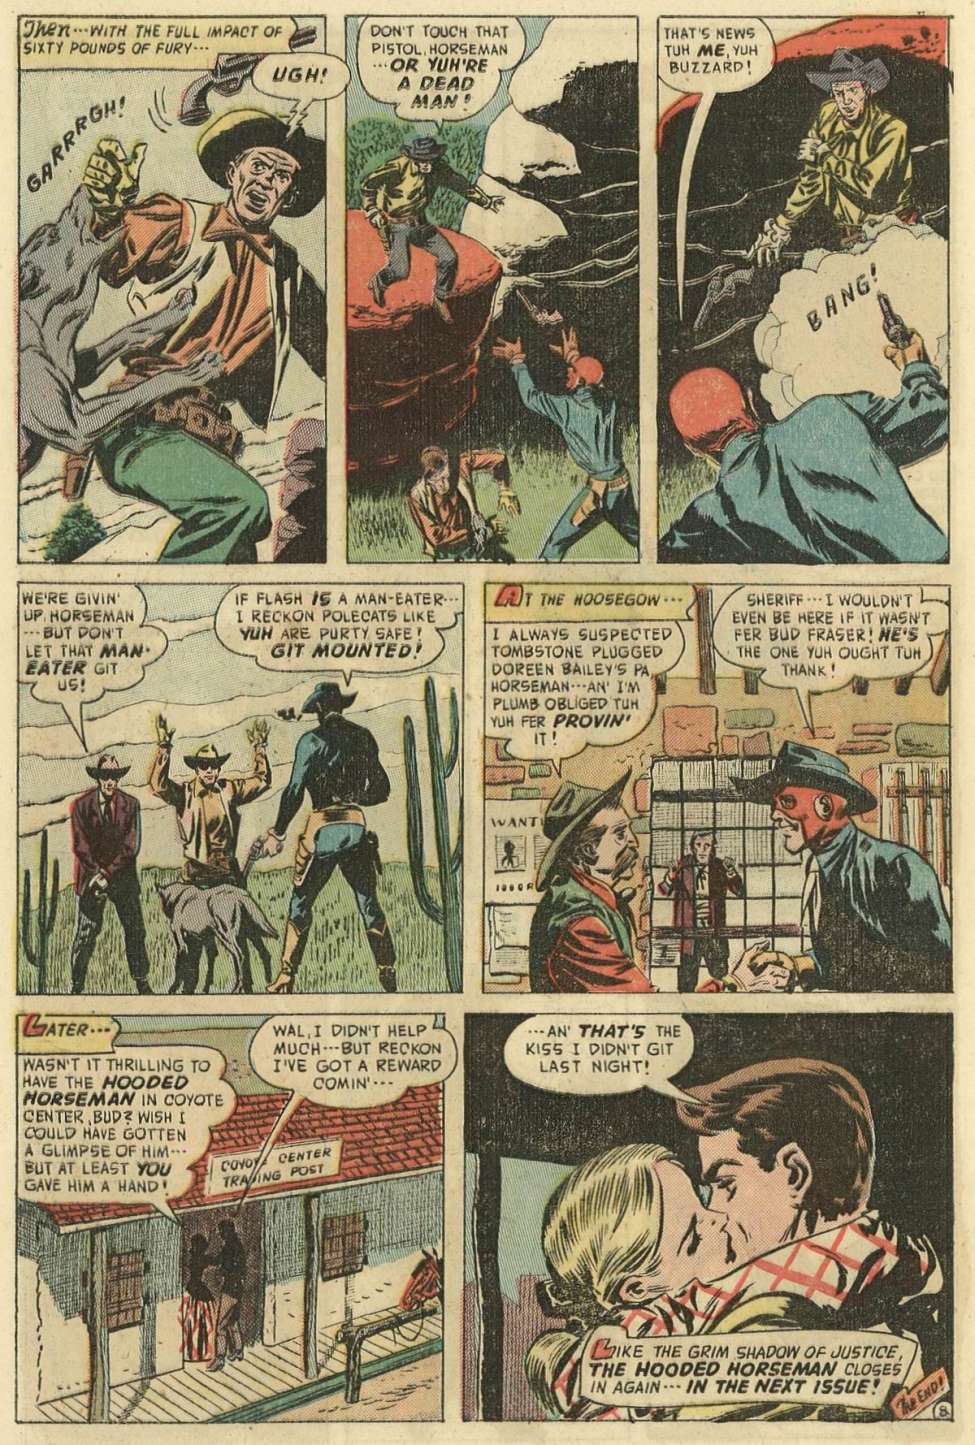 Then---WITH THE FULL IMPACT OF
SIXTY POUNDS OF FURY---
GARRRGH!
UGH!
DON'T TOUCH THAT
PISTOL, HORSEMAN
---OR YUH'RE
A DEAD
MAN!
THAT'S NEWS
TUH ME, YUH
BUZZARD!
BANG!
WE'RE GIVIN'
UP, HORSEMAN
---BUT DON'T
LET THAT MAN-
EATER GIT
US!
IF FLASH IS A MAN-EATER---
I RECKON POLECATS LIKE
YUH ARE PURTY SAFE!
GIT MOUNTED!
AT THE HOOSEGOW---
I ALWAYS SUSPECTED
TOMBSTONE PLUGGED
DOREEN BAILEY'S PA,
HORSEMAN---AN' I'M
PLUMB OBLIGED TUH
YUH FER PROVIN'
IT!
SHERIFF---I WOULDN'T
EVEN BE HERE IF IT WASN'T
FER BUD FRASER! HE'S
THE ONE YUH OUGHT TUH
THANK!
WANT
LATER---
WASN'T IT THRILLING TO
HAVE THE HOODED
HORSEMAN IN COYOTE
CENTER, BUD? WISH I
COULD HAVE GOTTEN
A GLIMPSE OF HIM---
BUT AT LEAST YOU
GAVE HIM A HAND!
WAL, I DIDN'T HELP
MUCH---BUT RECKON
I'VE GOT A REWARD
COMIN'---
COYOTE CENTER
TRADING POST
---AN' THAT'S THE
KISS I DIDN'T GIT
LAST NIGHT!
LIKE THE GRIM SHADOW OF JUSTICE,
THE HOODED HORSEMAN CLOSES
IN AGAIN---IN THE NEXT ISSUE!
The END!
8